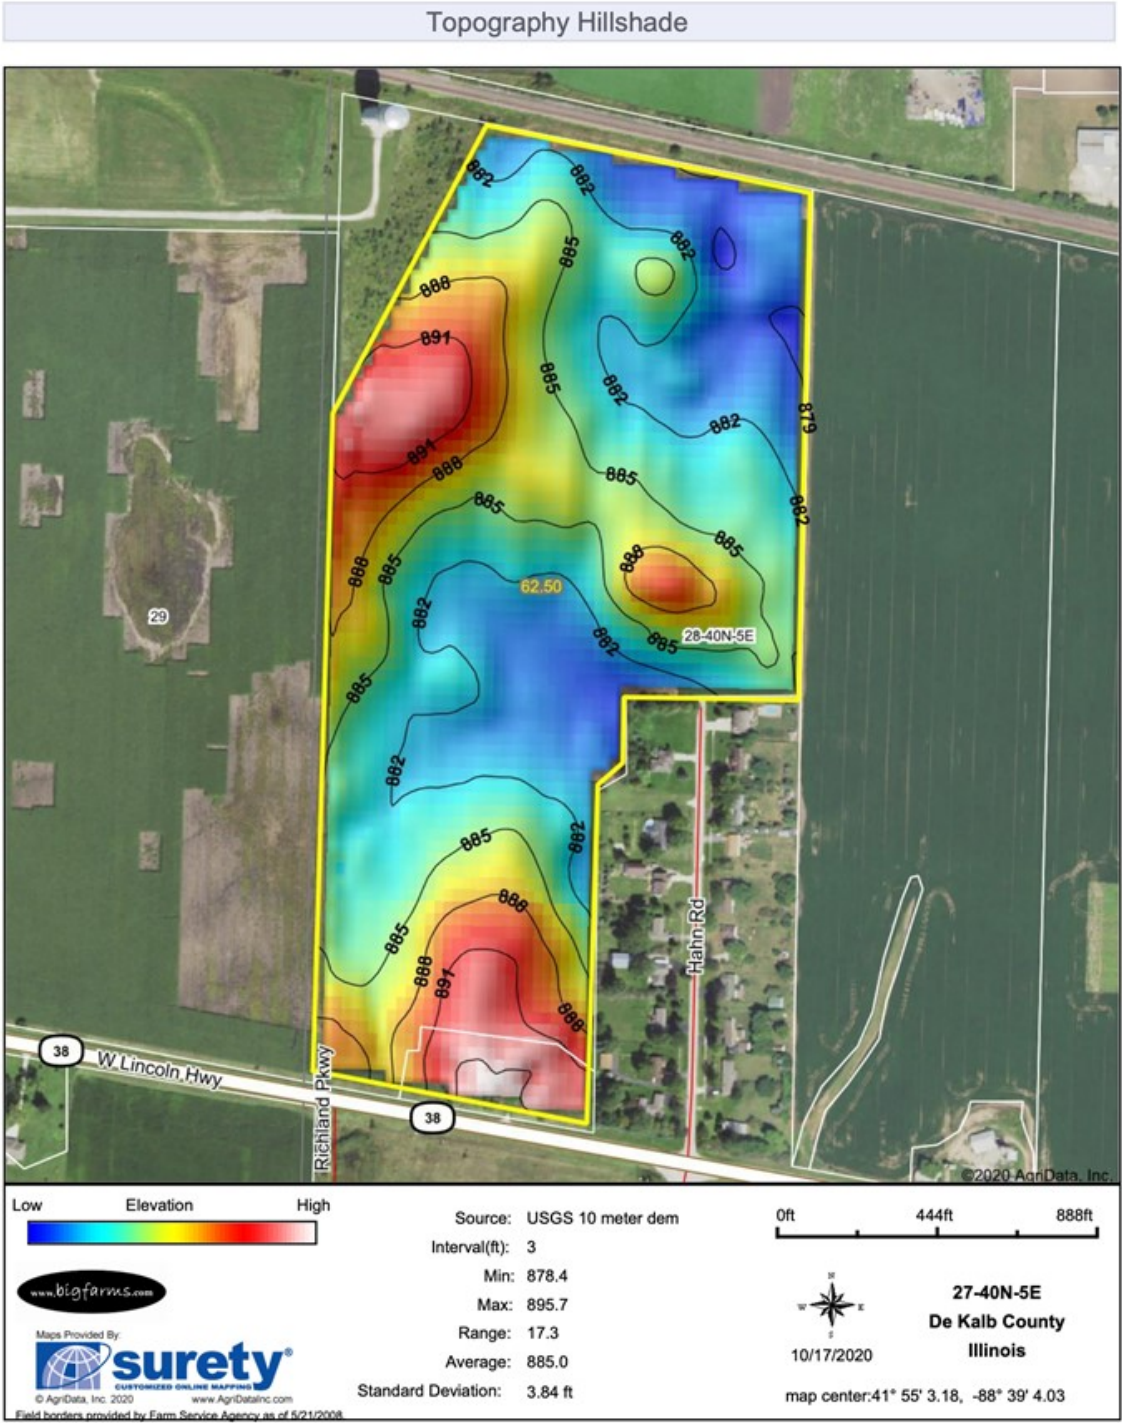 Topography Hillshade
882
882
885
882
888
891
885
882
882
879
891
888
885
885
882
888
885
888
885
882
62.50
29
882
885
28-40N-5E
885
882
885
882
888
885
888
891
888
Hahn Rd
38
W Lincoln Hwy
Richland Pkwy
38
©2020 AgriData, Inc.
Low Elevation High
www.bigfarms.com
Maps Provided By:
surety®
CUSTOMIZED ONLINE MAPPING
© AgriData, Inc. 2020 www.AgriDataInc.com
Field borders provided by Farm Service Agency as of 5/21/2008.
Source: USGS 10 meter dem
Interval(ft): 3
Min: 878.4
Max: 895.7
Range: 17.3
Average: 885.0
Standard Deviation: 3.84 ft
0ft 444ft 888ft
N
W E
S
10/17/2020
27-40N-5E
De Kalb County
Illinois
map center:41° 55' 3.18, -88° 39' 4.03